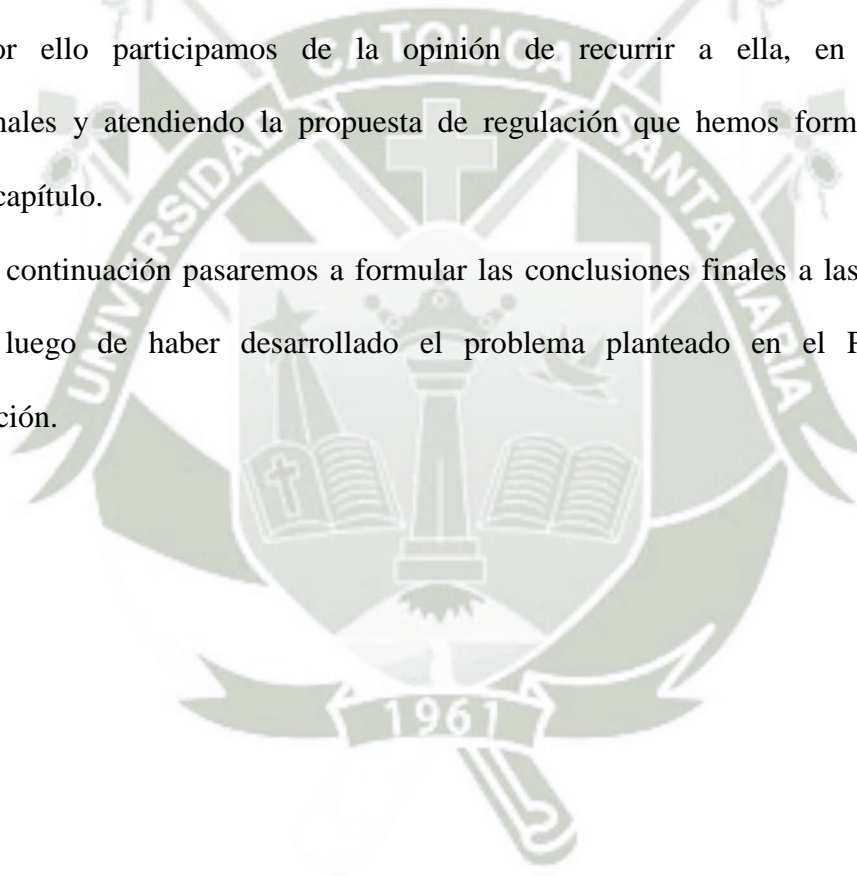 or ello participamos de la opinión de recurrir a ella, en
nales y atendiendo la propuesta de regulación que hemos form
capítulo.
continuación pasaremos a formular las conclusiones finales a las
luego de haber desarrollado el problema planteado en el
ción.
UNIVERSIDAD CATOLICA SANTA MARIA
1961